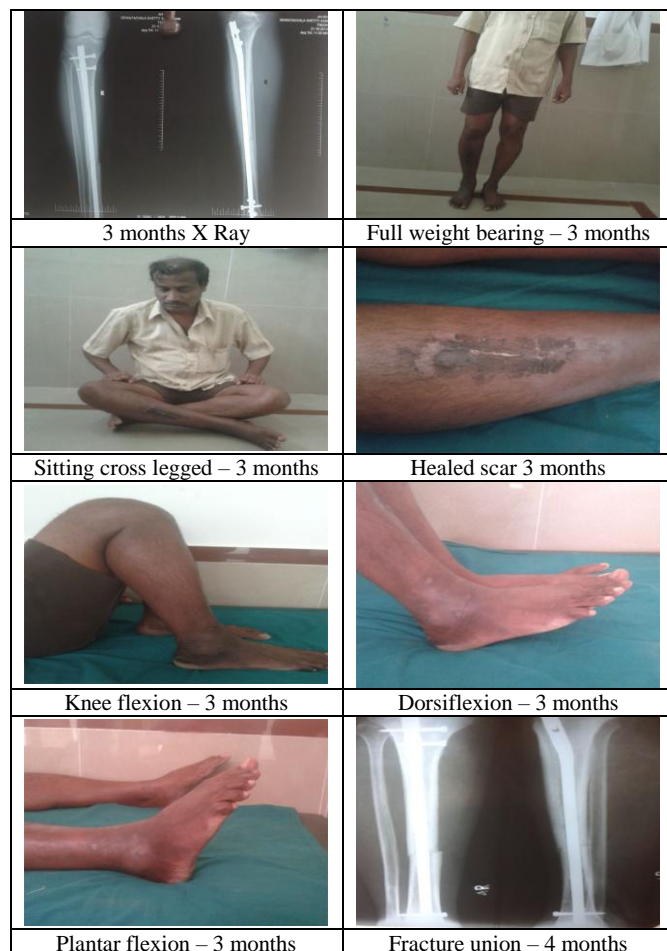 3 months X Ray
Full weight bearing – 3 months
Sitting cross legged – 3 months
Healed scar 3 months
Knee flexion – 3 months
Dorsiflexion – 3 months
Plantar flexion – 3 months
Fracture union – 4 months